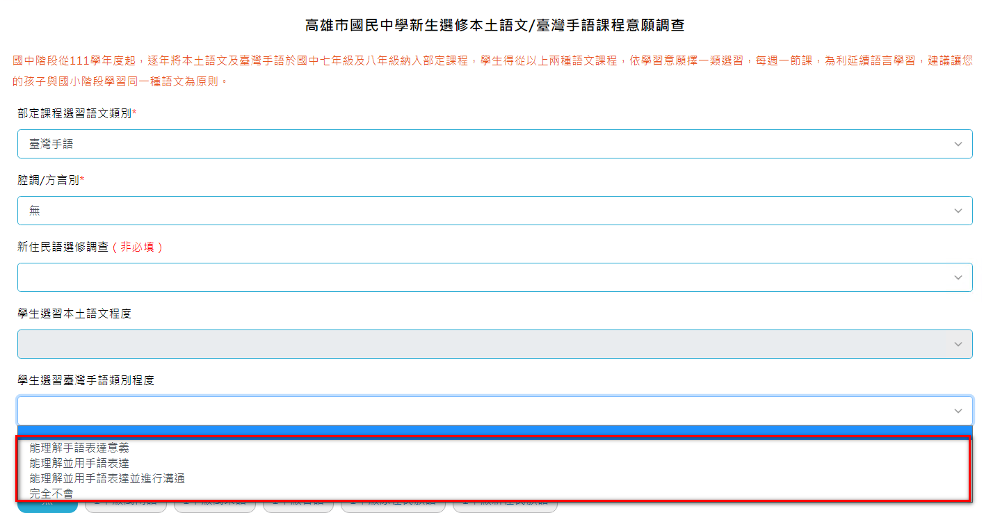 高雄市國民中學新生選修本土語文/臺灣手語課程意願調查
國中階段從111學年度起，逐年將本土語文及臺灣手語於國中七年級及八年級納入部定課程，學生得從以上兩種語文課程，依學習意願擇一類選習，每週一節課，為利延續語言學習，建議讓您
的孩子與國小階段學習同一種語文為原則。
部定課程選習語文類別*
臺灣手語
腔調/方言別*
無
新住民語選修調查（非必填）
學生選習本土語文程度
學生選習臺灣手語類別程度
能理解手語表達意義
能理解並用手語表達
能理解並用手語表達並進行溝通
完全不會